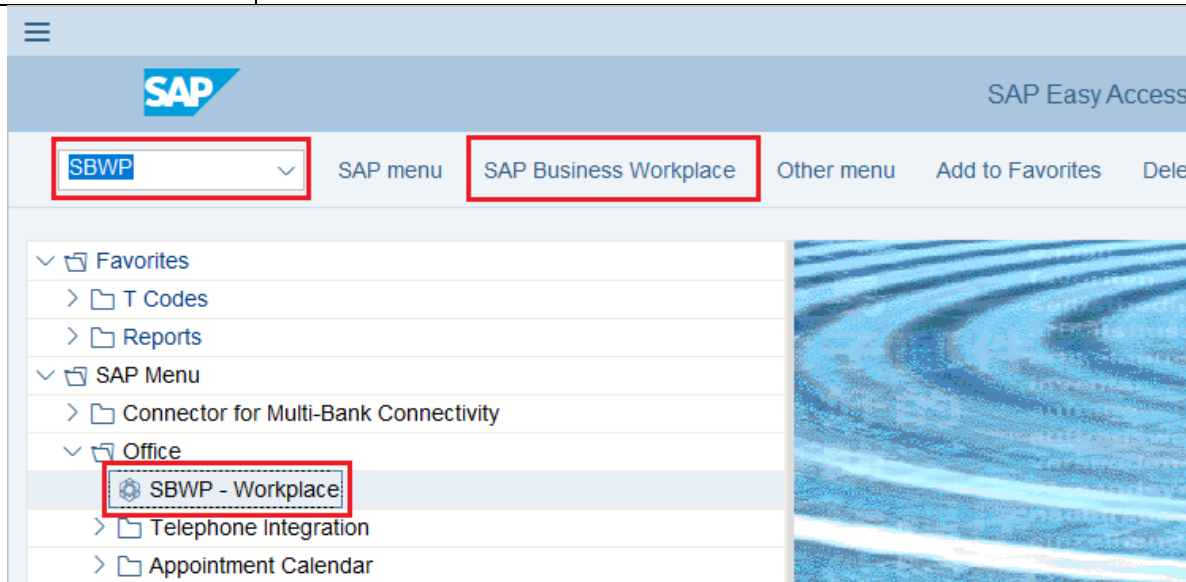 SAP
SAP Easy Access
SBWP SAP menu SAP Business Workplace Other menu Add to Favorites Dele
Favorites
T Codes
Reports
SAP Menu
Connector for Multi-Bank Connectivity
Office
SBWP - Workplace
Telephone Integration
Appointment Calendar